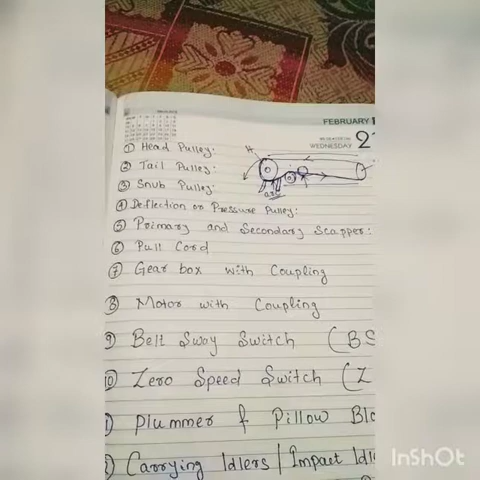 FEBRUARY
WEDNESDAY 2
① Head Pulley:
② Tail Pulley:
③ Snub Pulley:
④ Deflection or Pressure Pulley:
⑤ Primary and Secondary Scapper:
⑥ Pull Cord
⑦ Gear box with Coupling
⑧ Motor with Coupling
⑨ Belt Sway Switch (BS
⑩ Zero Speed Switch (Z
Plummer & Pillow Blo
Carrying Idlers / Impact Idle
InShOt